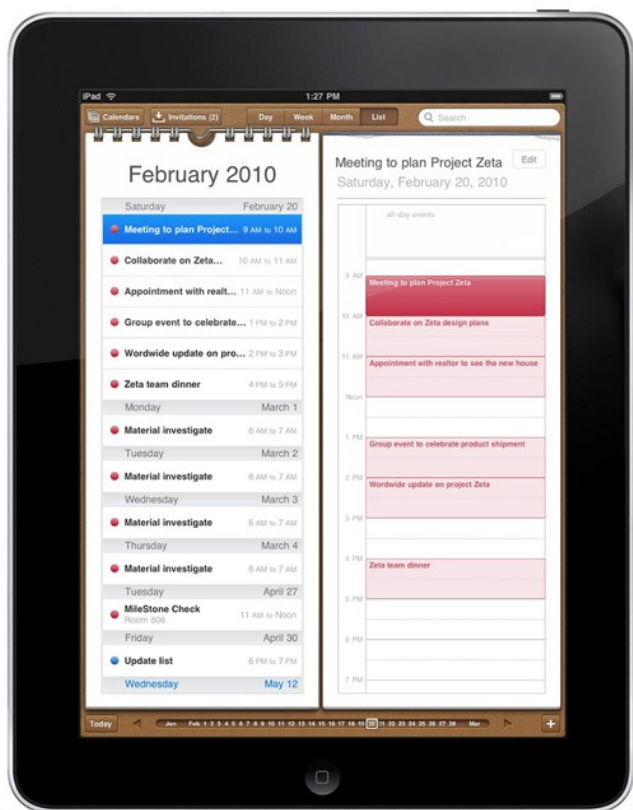 iPad 1:27 PM
Calendars Invitations (2) Day Week Month List Search
February 2010
Saturday February 20
Meeting to plan Project... 9 AM to 10 AM
Collaborate on Zeta... 10 AM to 11 AM
Appointment with realt... 11 AM to Noon
Group event to celebrate... 1 PM to 2 PM
Wordwide update on pro... 2 PM to 3 PM
Zeta team dinner 4 PM to 5 PM
Monday March 1
Material investigate 6 AM to 7 AM
Tuesday March 2
Material investigate 6 AM to 7 AM
Wednesday March 3
Material investigate 6 AM to 7 AM
Thursday March 4
Material investigate 6 AM to 7 AM
Tuesday April 27
MileStone Check 11 AM to Noon
Room 606
Friday April 30
Update list 6 PM to 7 PM
Wednesday May 12
Meeting to plan Project Zeta Edit
Saturday, February 20, 2010
all-day events
9 AM Meeting to plan Project Zeta
10 AM Collaborate on Zeta design plans
11 AM Appointment with realtor to see the new house
Noon
1 PM Group event to celebrate product shipment
2 PM Wordwide update on project Zeta
3 PM
4 PM Zeta team dinner
5 PM
6 PM
7 PM
Today Jan Feb 1 2 3 4 5 6 7 8 9 10 11 12 13 14 15 16 17 18 19 20 21 22 23 24 25 26 27 28 Mar +